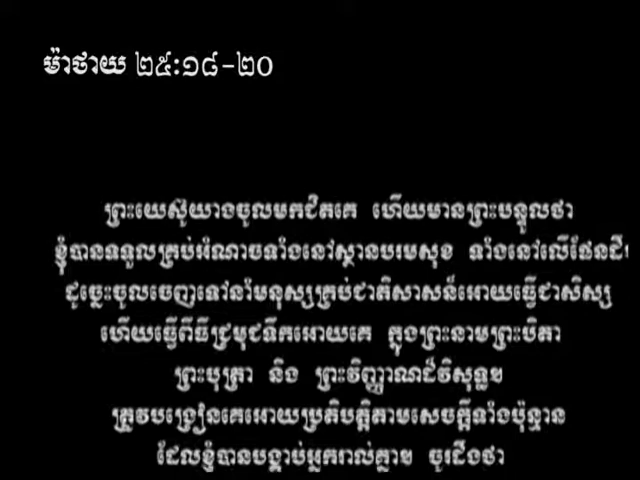 ម៉ាថាយ ២៥:១៨-២០
ព្រះយេស៊ូយាងចូលមកជិតគេ ហើយមានព្រះបន្ទូលថា
ខ្ញុំបានទទួលគ្រប់អំណាចទាំងនៅស្ថានបរមសុខ ទាំងនៅលើផែនដី
ដូច្នេះចូលចេញទៅនាំមនុស្សគ្រប់ជាតិសាសន៍អោយធ្វើជាសិស្ស
ហើយធ្វើពីធីជ្រមុជទឹកអោយគេ ក្នុងព្រះនាមព្រះបិតា
ព្រះបុត្រា និង ព្រះវិញ្ញាណដ៏វិសុទ្ធ។
ត្រូវបង្រៀនគេអោយប្រតិបត្តិតាមសេចក្ដីទាំងប៉ុន្មាន
ដែលខ្ញុំបានបង្គាប់អ្នករាល់គ្នា។ ចូរដឹងថា